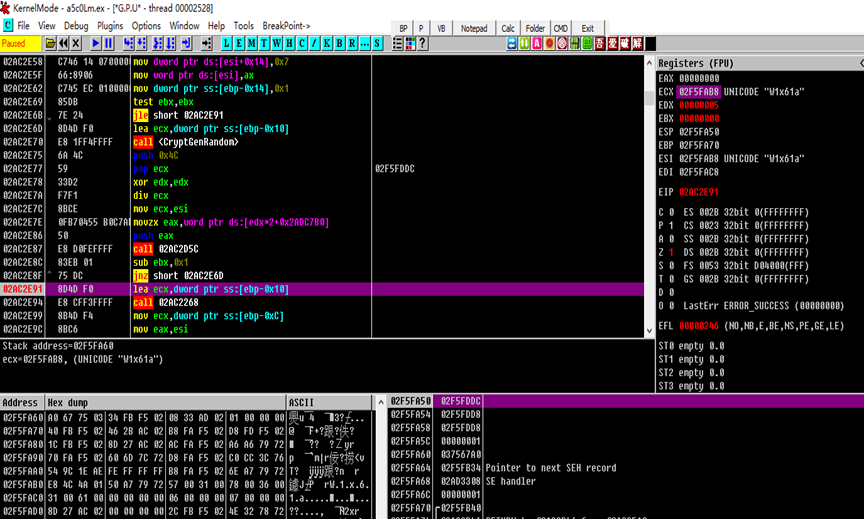 KernelMode - a5c0lm.ex - ["G.P.U" - thread 00002528]
File View Debug Plugins Options Window Help Tools BreakPoint->
BP P VB Notepad Calc Folder CMD Exit
Paused L E M T W H C / K B R ... S ?
02AC2E58 C746 14 0700000 mov dword ptr ds:[esi+0x14],0x7
02AC2E5F 66:8906 mov word ptr ds:[esi],ax
02AC2E62 C745 EC 0100000 mov dword ptr ss:[ebp-0x14],0x1
02AC2E69 85DB test ebx,ebx
02AC2E6B 7E 24 jle short 02AC2E91
02AC2E6D 8D4D F0 lea ecx,dword ptr ss:[ebp-0x10]
02AC2E70 E8 1FF4FFFF call <CryptGenRandom>
02AC2E75 6A 4C push 0x4C
02AC2E77 59 pop ecx 02F5FDDC
02AC2E78 33D2 xor edx,edx
02AC2E7A F7F1 div ecx
02AC2E7C 8BCE mov ecx,esi
02AC2E7E 0FB70455 B0C7A movzx eax,word ptr ds:[edx*2+0x2ADC7B0]
02AC2E86 50 push eax
02AC2E87 E8 D0FEFFFF call 02AC2D5C
02AC2E8C 83EB 01 sub ebx,0x1
02AC2E8F ^ 75 DC jnz short 02AC2E6D
02AC2E91 8D4D F0 lea ecx,dword ptr ss:[ebp-0x10]
02AC2E94 E8 CFF3FFFF call 02AC2268
02AC2E99 8B4D F4 mov ecx,dword ptr ss:[ebp-0xC]
02AC2E9C 8BC6 mov eax,esi
Stack address=02F5FA60
ecx=02F5FAB8, (UNICODE "W1x61a")
Registers (FPU)
EAX 00000000
ECX 02F5FAB8 UNICODE "W1x61a"
EDX 00000005
EBX 00000000
ESP 02F5FA50
EBP 02F5FA70
ESI 02F5FAB8 UNICODE "W1x61a"
EDI 02F5FAC8
EIP 02AC2E91
C 0 ES 002B 32bit 0(FFFFFFFF)
P 1 CS 0023 32bit 0(FFFFFFFF)
A 0 SS 002B 32bit 0(FFFFFFFF)
Z 1 DS 002B 32bit 0(FFFFFFFF)
S 0 FS 0053 32bit D04000(FFF)
T 0 GS 002B 32bit 0(FFFFFFFF)
D 0
O 0 LastErr ERROR_SUCCESS (00000000)
EFL 00000246 (NO,NB,E,BE,NS,PE,GE,LE)
ST0 empty 0.0
ST1 empty 0.0
ST2 empty 0.0
ST3 empty 0.0
Address Hex dump ASCII
02F5FA60 A0 67 75 03 34 FB F5 02 08 33 AD 02 01 00 00 00
02F5FA70 40 FB F5 02 46 2B AC 02 B8 FA F5 02 D8 FD F5 02
02F5FA80 1C FB F5 02 8D 27 AC 02 AC FA F5 02 A6 A6 79 72
02F5FA90 70 FA F5 02 60 6D 7C 72 D8 FA F5 02 C0 CC 3C 76
02F5FAA0 54 9C 1E AE FE FF FF FF B8 FA F5 02 6E A7 79 72
02F5FAB0 E8 4C 4A 01 50 A7 79 72 57 00 31 00 78 00 36 00
02F5FAC0 31 00 61 00 00 00 00 00 06 00 00 00 07 00 00 00
02F5FAD0 8D 27 AC 02 00 00 00 00 2C FB F5 02 4E 32 78 72
02F5FA50 02F5FDDC
02F5FA54 02F5FDD8
02F5FA58 02F5FDD8
02F5FA5C 00000001
02F5FA60 037567A0
02F5FA64 02F5FB34 Pointer to next SEH record
02F5FA68 02AD3308 SE handler
02F5FA6C 00000001
02F5FA70 02F5FB40